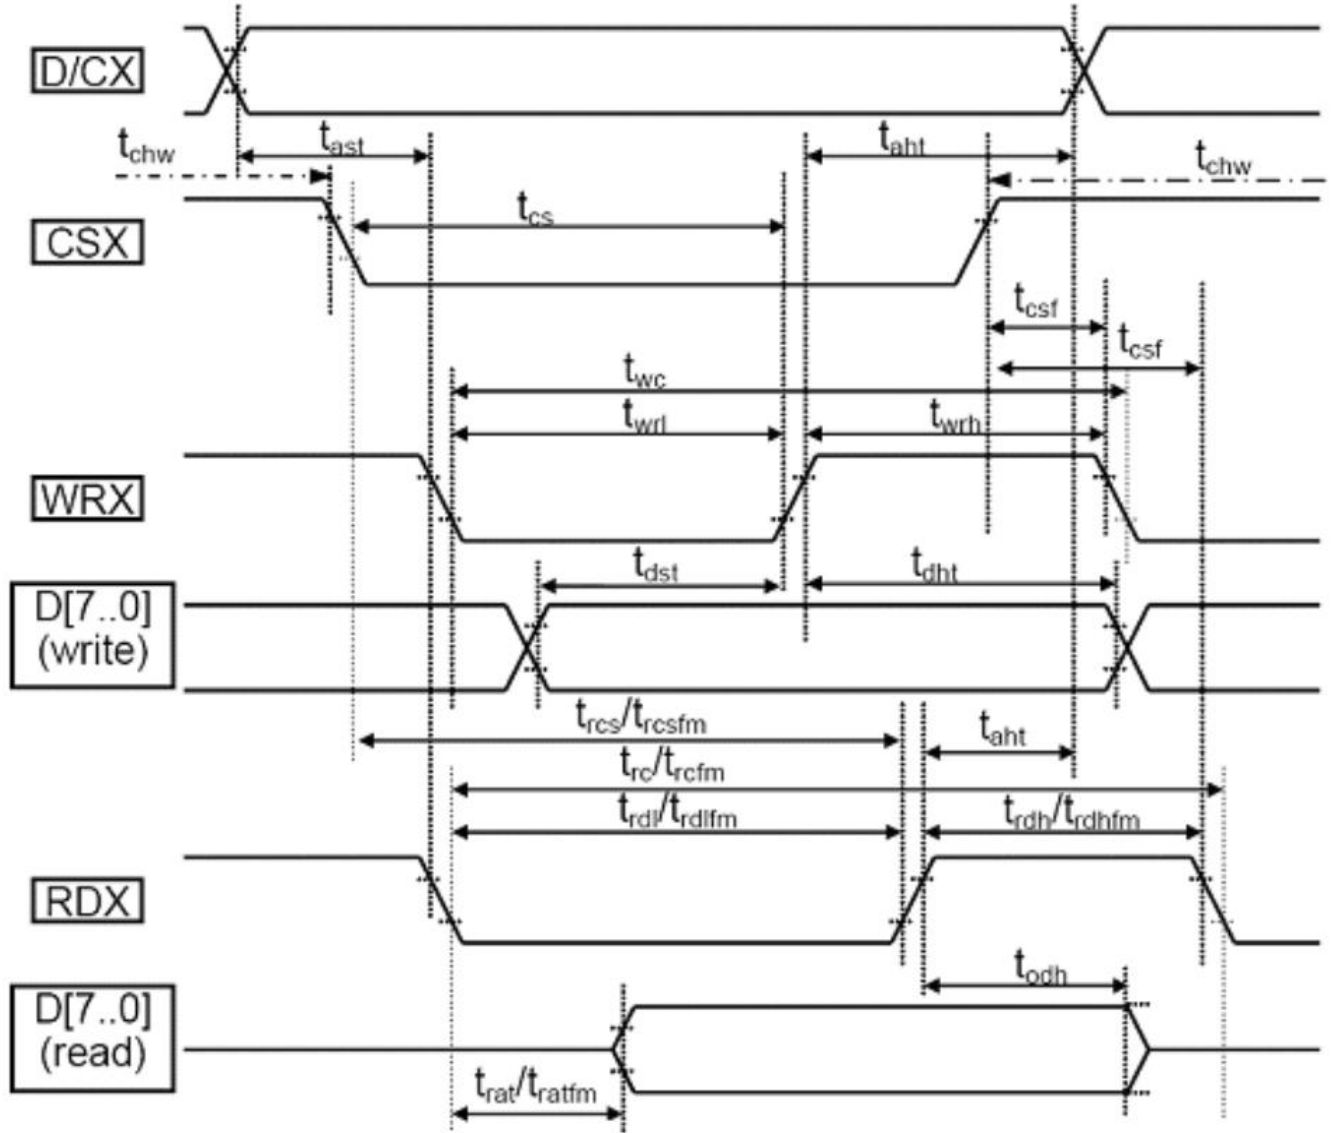 D/CX
t_chw
t_ast
t_aht
t_chw
CSX
t_cs
t_csf
t_csf
t_wc
t_wrl
t_wrh
WRX
t_dst
t_dht
D[7..0]
(write)
t_rcs/t_rcsfm
t_aht
t_rc/t_rcfm
t_rdl/t_rdlfm
t_rdh/t_rdhfm
RDX
t_odh
D[7..0]
(read)
t_rat/t_ratfm